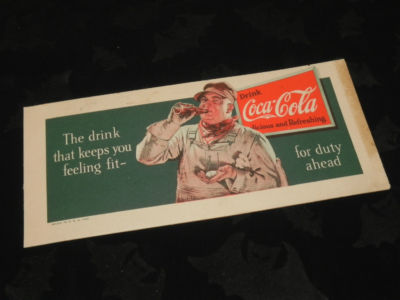 The drink
that keeps you
feeling fit-
Drink
Coca-Cola
Delicious and Refreshing
for duty
ahead